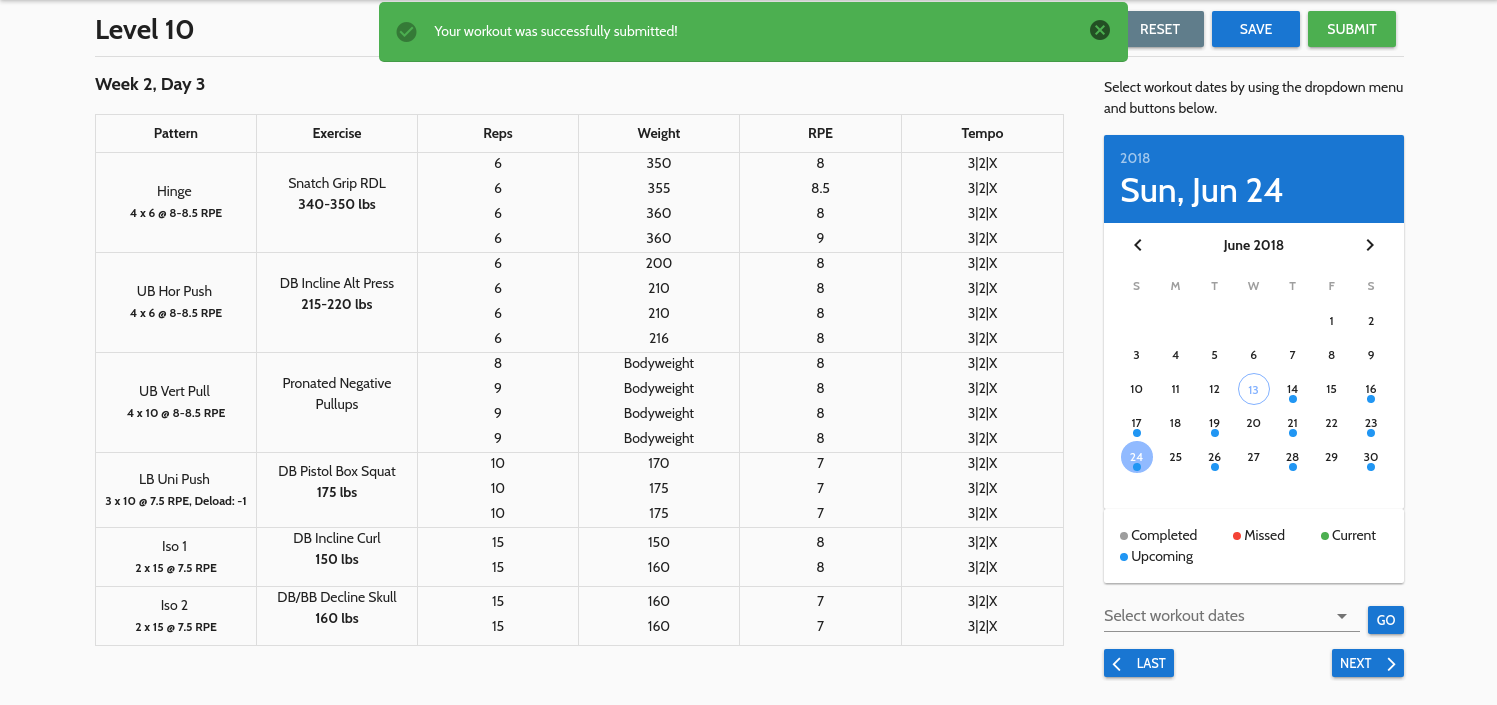 Level 10
Your workout was successfully submitted!
RESET SAVE SUBMIT
Week 2, Day 3
Pattern Exercise Reps Weight RPE Tempo
Hinge
4 x 6 @ 8-8.5 RPE
Snatch Grip RDL
340-350 lbs
6 350 8 3|2|X
6 355 8.5 3|2|X
6 360 8 3|2|X
6 360 9 3|2|X
UB Hor Push
4 x 6 @ 8-8.5 RPE
DB Incline Alt Press
215-220 lbs
6 200 8 3|2|X
6 210 8 3|2|X
6 210 8 3|2|X
6 216 8 3|2|X
UB Vert Pull
4 x 10 @ 8-8.5 RPE
Pronated Negative
Pullups
8 Bodyweight 8 3|2|X
9 Bodyweight 8 3|2|X
9 Bodyweight 8 3|2|X
9 Bodyweight 8 3|2|X
LB Uni Push
3 x 10 @ 7.5 RPE, Deload: -1
DB Pistol Box Squat
175 lbs
10 170 7 3|2|X
10 175 7 3|2|X
10 175 7 3|2|X
Iso 1
2 x 15 @ 7.5 RPE
DB Incline Curl
150 lbs
15 150 8 3|2|X
15 160 8 3|2|X
Iso 2
2 x 15 @ 7.5 RPE
DB/BB Decline Skull
160 lbs
15 160 7 3|2|X
15 160 7 3|2|X
Select workout dates by using the dropdown menu
and buttons below.
2018
Sun, Jun 24
June 2018
S M T W T F S
1 2
3 4 5 6 7 8 9
10 11 12 13 14 15 16
17 18 19 20 21 22 23
24 25 26 27 28 29 30
Completed Missed Current
Upcoming
Select workout dates GO
LAST NEXT